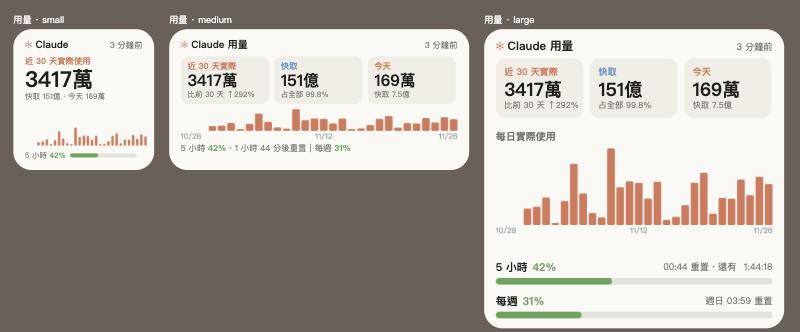 用量 · small
✻ Claude 3 分鐘前
近 30 天實際使用
3417萬
快取 151億 · 今天 169萬
5 小時 42%
用量 · medium
✻ Claude 用量 3 分鐘前
近 30 天實際 快取 今天
3417萬 151億 169萬
比前 30 天 ↑292% 占全部 99.8% 快取 7.5億
10/28 11/12 11/26
5 小時 42% · 1 小時 44 分後重置 | 每週 31%
用量 · large
✻ Claude 用量 3 分鐘前
近 30 天實際 快取 今天
3417萬 151億 169萬
比前 30 天 ↑292% 占全部 99.8% 快取 7.5億
每日實際使用
10/28 11/12 11/26
5 小時 42% 00:44 重置 · 還有 1:44:18
每週 31% 週日 03:59 重置